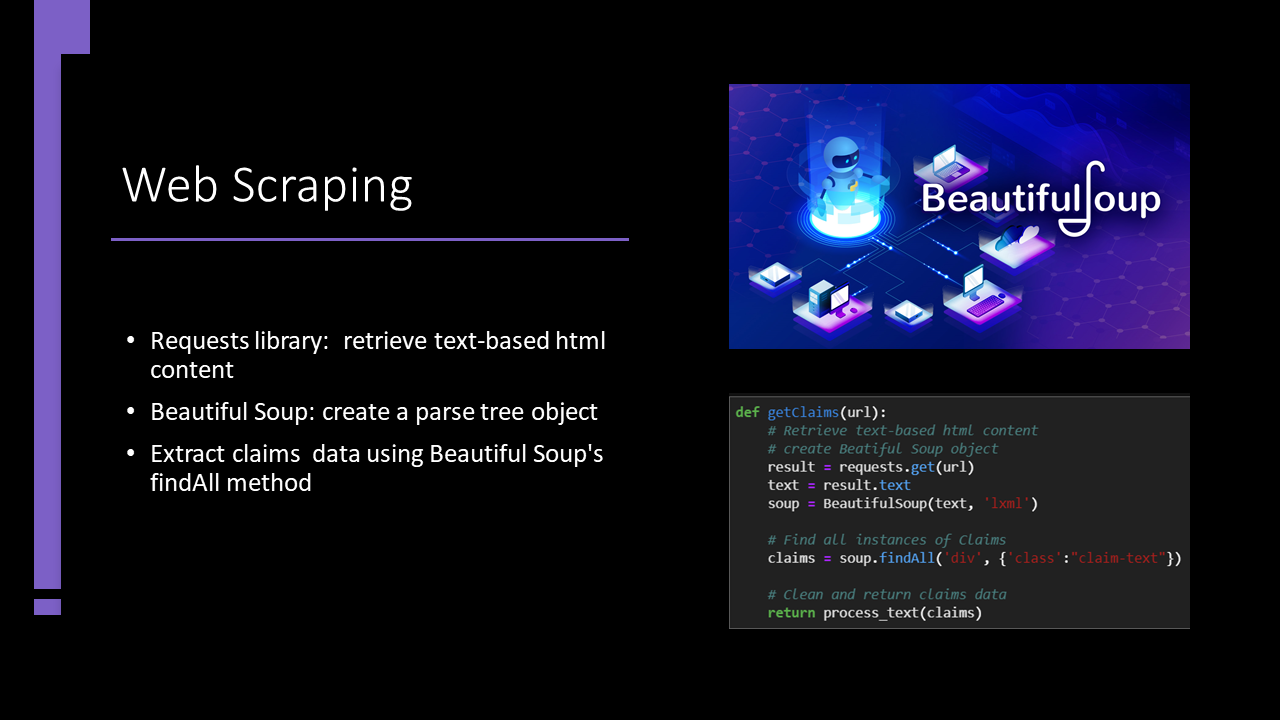 Web Scraping
• Requests library:  retrieve text-based html
content
• Beautiful Soup: create a parse tree object
• Extract claims  data using Beautiful Soup's
findAll method
BeautifulSoup
def getClaims(url):
    # Retrieve text-based html content
    # create Beatiful Soup object
    result = requests.get(url)
    text = result.text
    soup = BeautifulSoup(text, 'lxml')
    # Find all instances of Claims
    claims = soup.findAll('div', {'class':"claim-text"})
    # Clean and return claims data
    return process_text(claims)